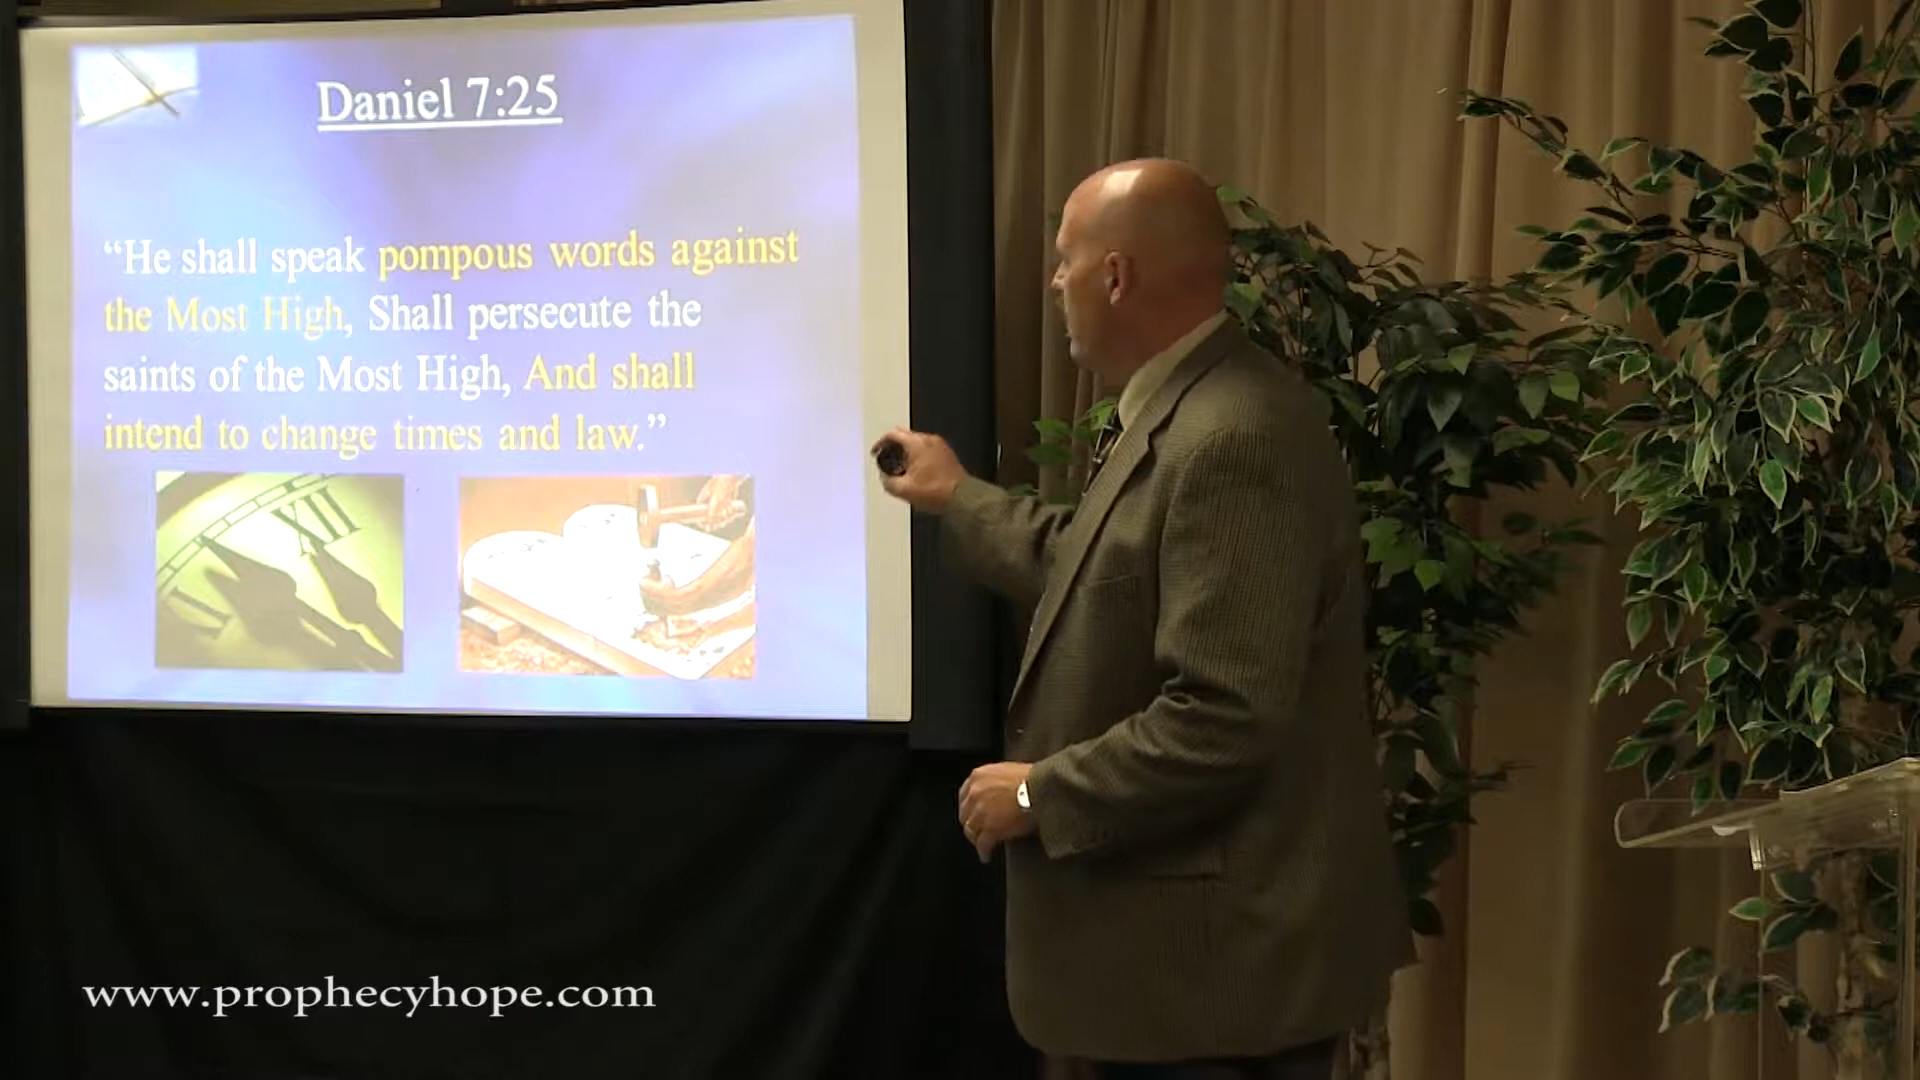 Daniel 7:25
“He shall speak pompous words against
the Most High, Shall persecute the
saints of the Most High, And shall
intend to change times and law.”
XII
www.prophecyhope.com